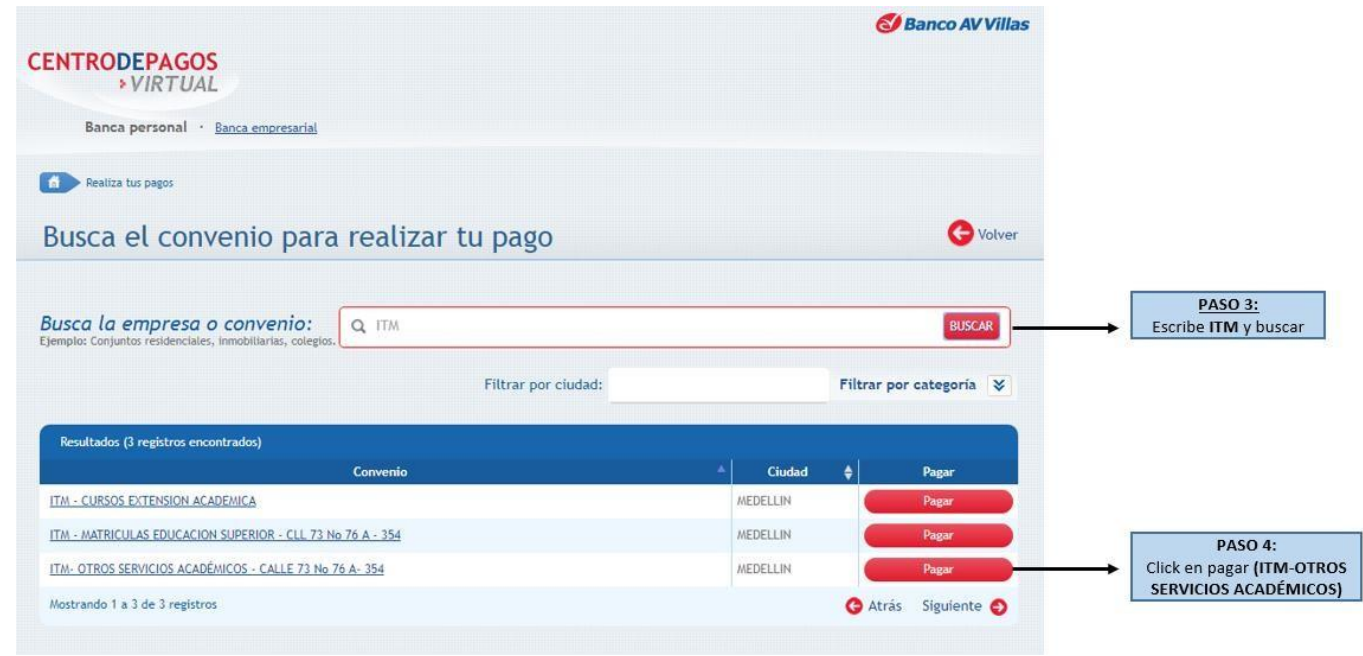 Banco AV Villas
CENTRODEPAGOS
VIRTUAL
Banca personal · Banca empresarial
Realiza tus pagos
Busca el convenio para realizar tu pago
Volver
Busca la empresa o convenio:
Ejemplo: Conjuntos residenciales, inmobiliarias, colegios.
ITM
BUSCAR
PASO 3:
Escribe ITM y buscar
Filtrar por ciudad:
Filtrar por categoría
Resultados (3 registros encontrados)
Convenio Ciudad Pagar
ITM - CURSOS EXTENSION ACADEMICA MEDELLIN Pagar
ITM - MATRICULAS EDUCACION SUPERIOR - CLL 73 No 76 A - 354 MEDELLIN Pagar
ITM- OTROS SERVICIOS ACADÉMICOS - CALLE 73 No 76 A- 354 MEDELLIN Pagar
Mostrando 1 a 3 de 3 registros
Atrás Siguiente
PASO 4:
Click en pagar (ITM-OTROS
SERVICIOS ACADÉMICOS)